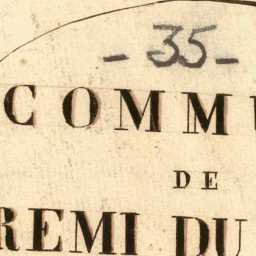 - 35 -
COMMU
DE
REMI DU